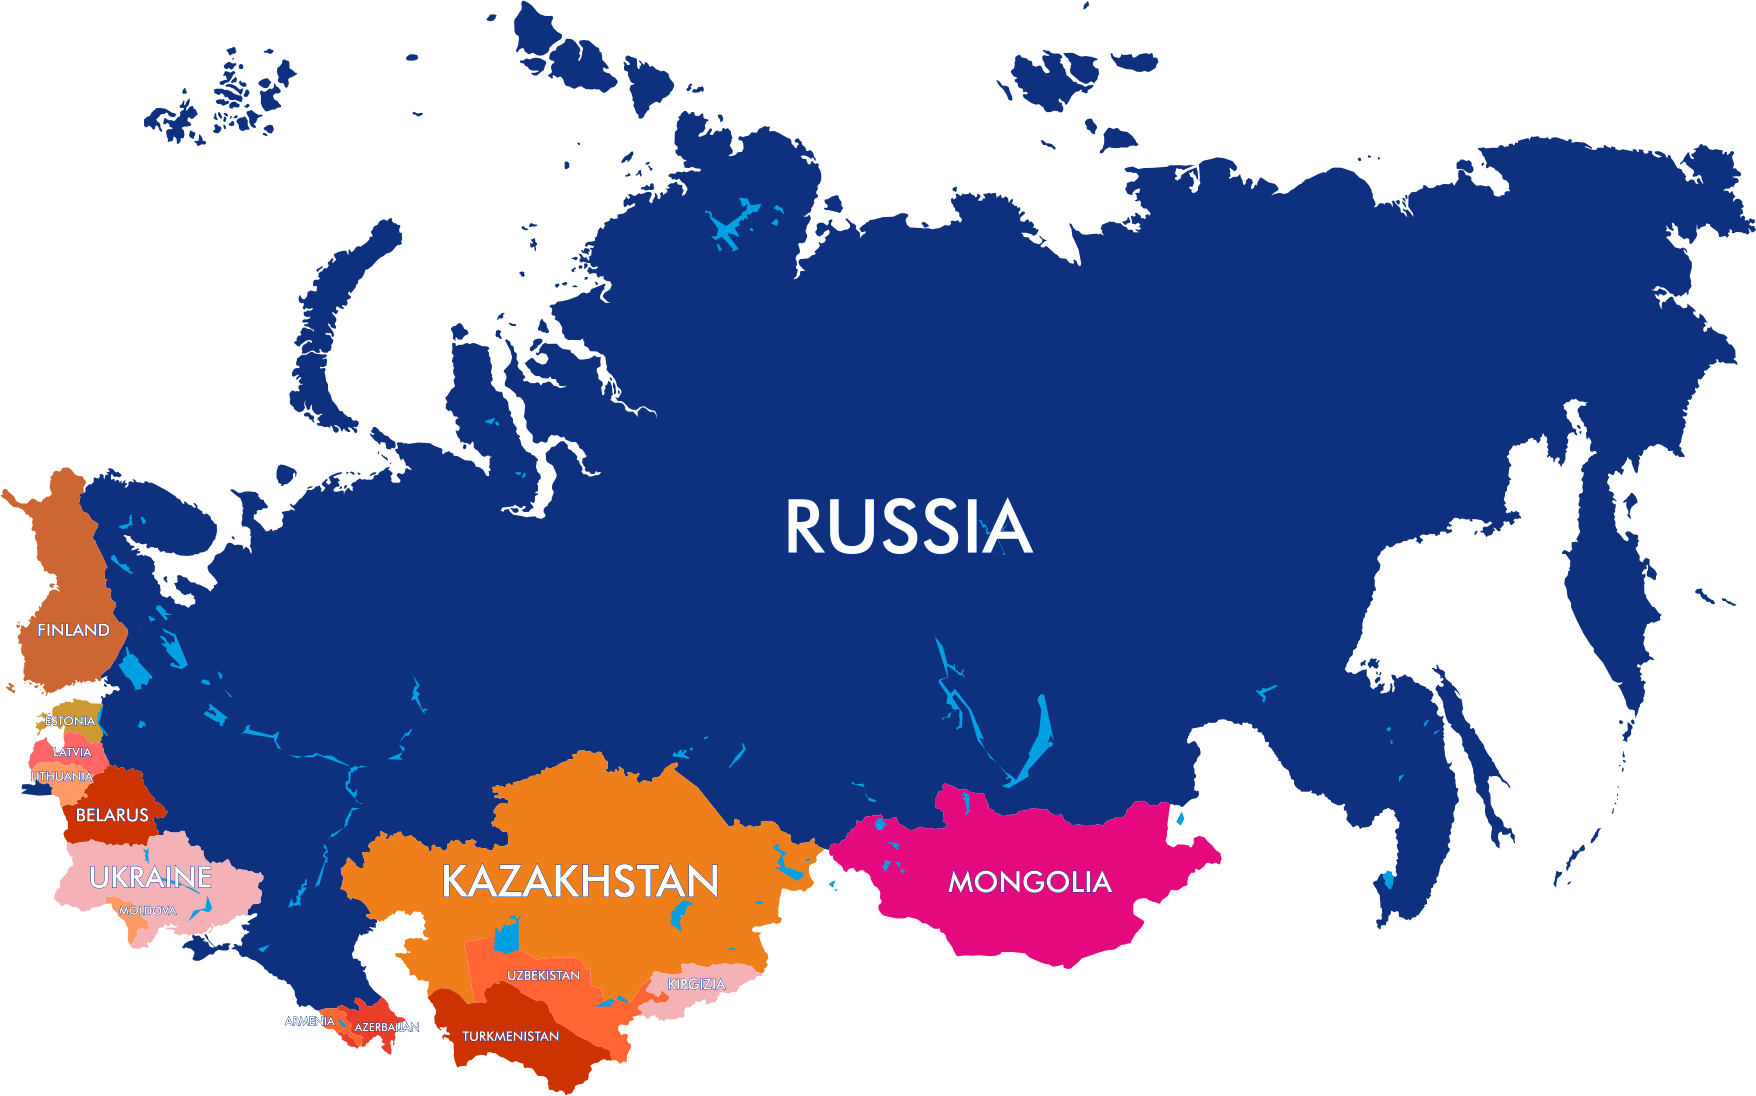 RUSSIA
FINLAND
ESTONIA
LATVIA
LITHUANIA
BELARUS
UKRAINE
KAZAKHSTAN
MONGOLIA
MOLDOVA
UZBEKISTAN
KIRGIZIA
ARMENIA
AZERBAIJAN
TURKMENISTAN